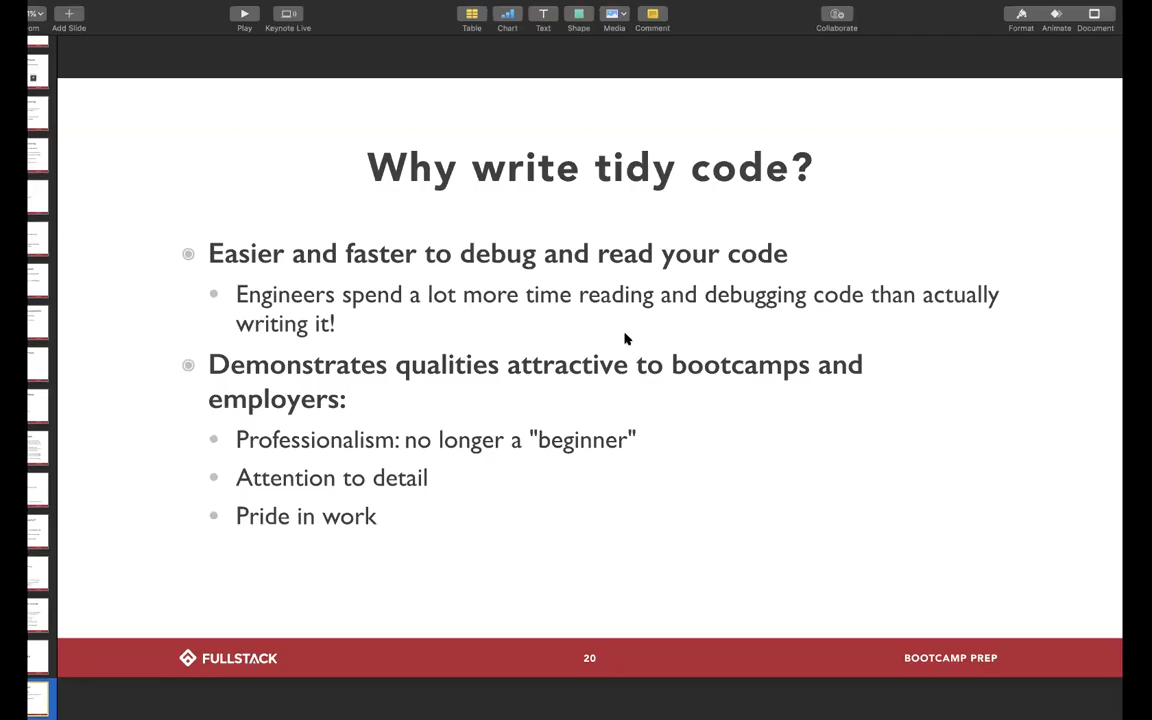 Add Slide
Play
Keynote Live
Table
Chart
Text
Shape
Media
Comment
Collaborate
Format
Animate
Document
Why write tidy code?
Easier and faster to debug and read your code
Engineers spend a lot more time reading and debugging code than actually
writing it!
Demonstrates qualities attractive to bootcamps and
employers:
Professionalism: no longer a "beginner"
Attention to detail
Pride in work
FULLSTACK
20
BOOTCAMP PREP